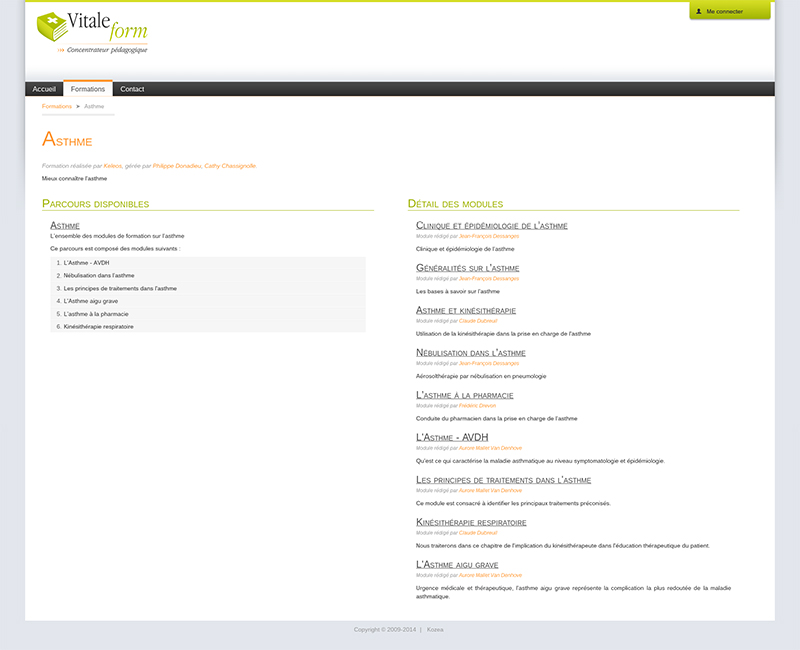 Vitale form
Concentrateur pédagogique
Me connecter
Accueil Formations Contact
Formations > Asthme
Asthme
Formation réalisée par Keleos, gérée par Philippe Donadieu, Cathy Chassignolle.
Mieux connaître l'asthme
Parcours disponibles
Asthme
L'ensemble des modules de formation sur l'asthme
Ce parcours est composé des modules suivants :
1. L'Asthme - AVDH
2. Nébulisation dans l'asthme
3. Les principes de traitements dans l'asthme
4. L'Asthme aigu grave
5. L'asthme à la pharmacie
6. Kinésithérapie respiratoire
Détail des modules
Clinique et épidémiologie de l'asthme
Module rédigé par Jean-François Dessanges
Clinique et épidémiologie de l'asthme
Généralités sur l'asthme
Module rédigé par Jean-François Dessanges
Les bases à savoir sur l'asthme
Asthme et kinésithérapie
Module rédigé par Claude Dubreuil
Utilisation de la kinésithérapie dans la prise en charge de l'asthme
Nébulisation dans l'asthme
Module rédigé par Jean-François Dessanges
Aérosolthérapie par nébulisation en pneumologie
L'asthme à la pharmacie
Module rédigé par Frédéric Drevon
Conduite du pharmacien dans la prise en charge de l'asthme
L'Asthme - AVDH
Module rédigé par Aurore Mallet Van Denhove
Qu'est ce qui caractérise la maladie asthmatique au niveau symptomatologie et épidémiologie.
Les principes de traitements dans l'asthme
Module rédigé par Aurore Mallet Van Denhove
Ce module est consacré à identifier les principaux traitements préconisés.
Kinésithérapie respiratoire
Module rédigé par Claude Dubreuil
Nous traiterons dans ce chapitre de l'implication du kinésithérapeute dans l'éducation thérapeutique du patient.
L'Asthme aigu grave
Module rédigé par Aurore Mallet Van Denhove
Urgence médicale et thérapeutique, l'asthme aigu grave représente la complication la plus redoutée de la maladie
asthmatique.
Copyright © 2009-2014 | Kozea